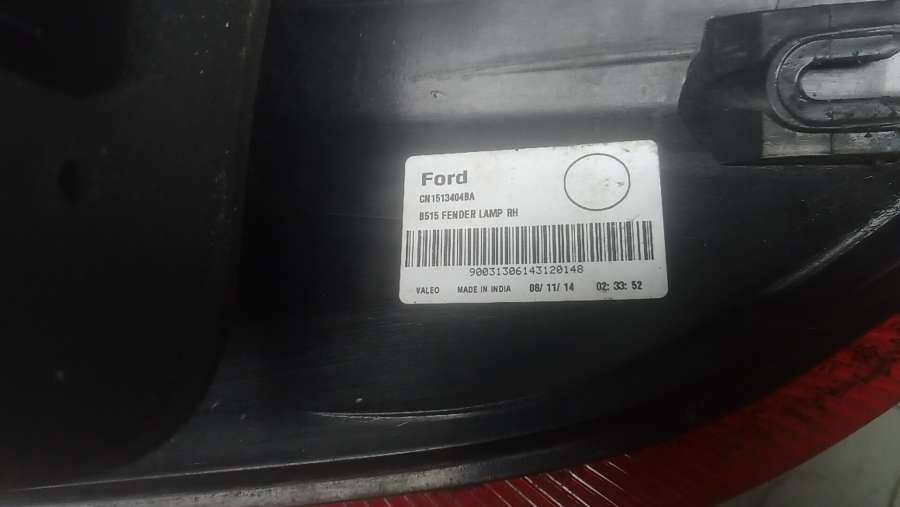 Ford
CN1513404BA
B515 FENDER LAMP RH
90031306143120148
VALEO MADE IN INDIA 08/ 11/ 14 02: 33: 52